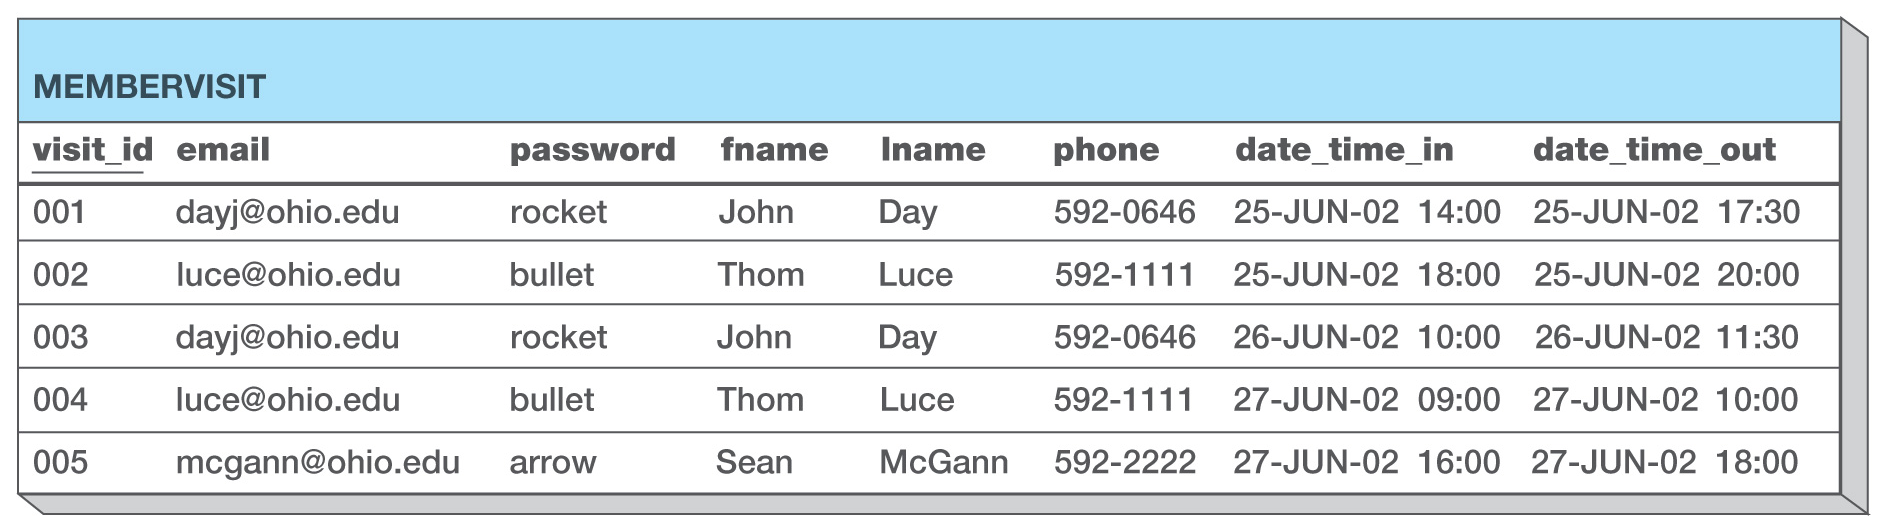 MEMBERVISIT
visit_id email password fname lname phone date_time_in date_time_out
001 dayj@ohio.edu rocket John Day 592-0646 25-JUN-02 14:00 25-JUN-02 17:30
002 luce@ohio.edu bullet Thom Luce 592-1111 25-JUN-02 18:00 25-JUN-02 20:00
003 dayj@ohio.edu rocket John Day 592-0646 26-JUN-02 10:00 26-JUN-02 11:30
004 luce@ohio.edu bullet Thom Luce 592-1111 27-JUN-02 09:00 27-JUN-02 10:00
005 mcgann@ohio.edu arrow Sean McGann 592-2222 27-JUN-02 16:00 27-JUN-02 18:00